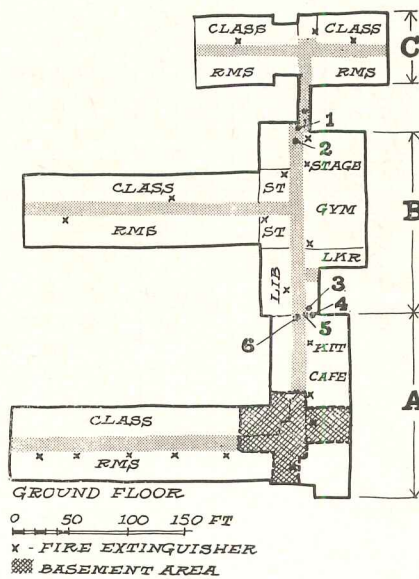 CLASS CLASS
C
RMS RMS
1
2
STAGE
CLASS ST
GYM
B
RMS ST
LKR
LIB
3
4
5
6
KIT
CAFE
A
CLASS
RMS
GROUND FLOOR
0 50 100 150 FT
x - FIRE EXTINGUISHER
BASEMENT AREA